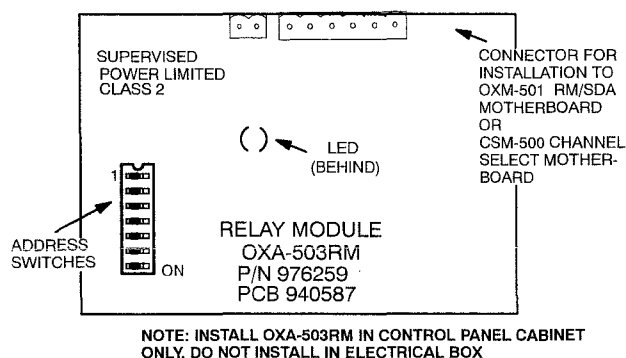 SUPERVISED
POWER LIMITED
CLASS 2
CONNECTOR FOR
INSTALLATION TO
OXM-501 RM/SDA
MOTHERBOARD
OR
CSM-500 CHANNEL
SELECT MOTHER-
BOARD
LED
(BEHIND)
1
ADDRESS
SWITCHES
ON
RELAY MODULE
OXA-503RM
P/N 976259
PCB 940587
NOTE: INSTALL OXA-503RM IN CONTROL PANEL CABINET
ONLY. DO NOT INSTALL IN ELECTRICAL BOX